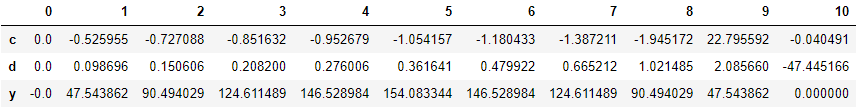 0 1 2 3 4 5 6 7 8 9 10
c 0.0 -0.525955 -0.727088 -0.851632 -0.952679 -1.054157 -1.180433 -1.387211 -1.945172 22.795592 -0.040491
d 0.0 0.098696 0.150606 0.208200 0.276006 0.361641 0.479922 0.665212 1.021485 2.085660 -47.445166
y -0.0 47.543862 90.494029 124.611489 146.528984 154.083344 146.528984 124.611489 90.494029 47.543862 0.000000